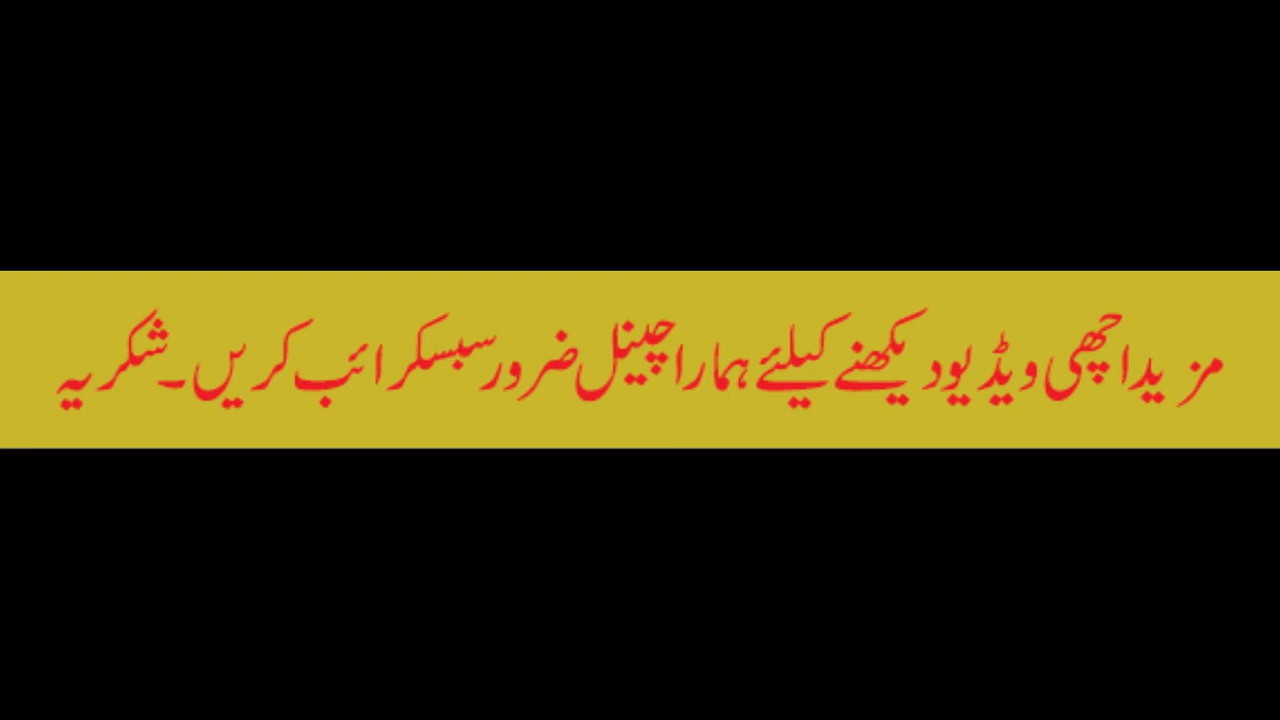 مزید اچھی ویڈیو دیکھنے کیلئے ہمارا چینل ضرور سبسکرائب کریں۔ شکریہ